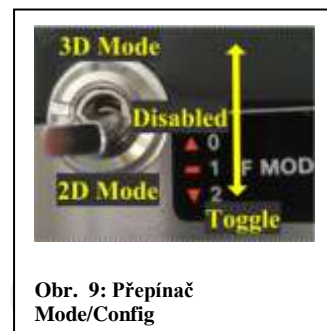 3D Mode
Disabled
▲ 0
▬ 1 F MOD
▼ 2
2D Mode
Toggle
Obr. 9: Přepínač
Mode/Config